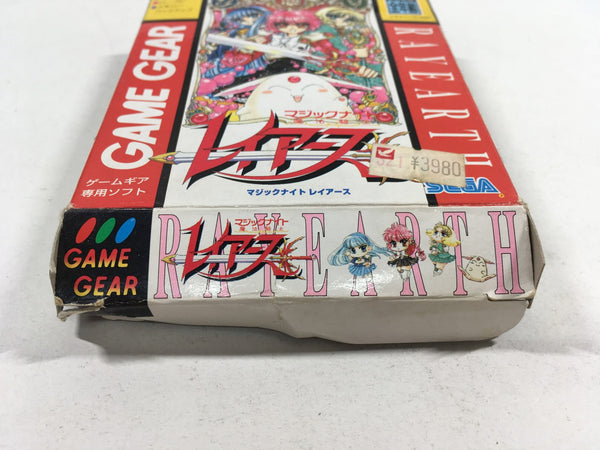 GAME GEAR
ゲームギア
専用ソフト
RAYEARTH
マジックナイト
レイアース
マジックナイト レイアース
321 ¥3980
SEGA
GAME
GEAR
RAYEARTH
マジックナイト
レイアース